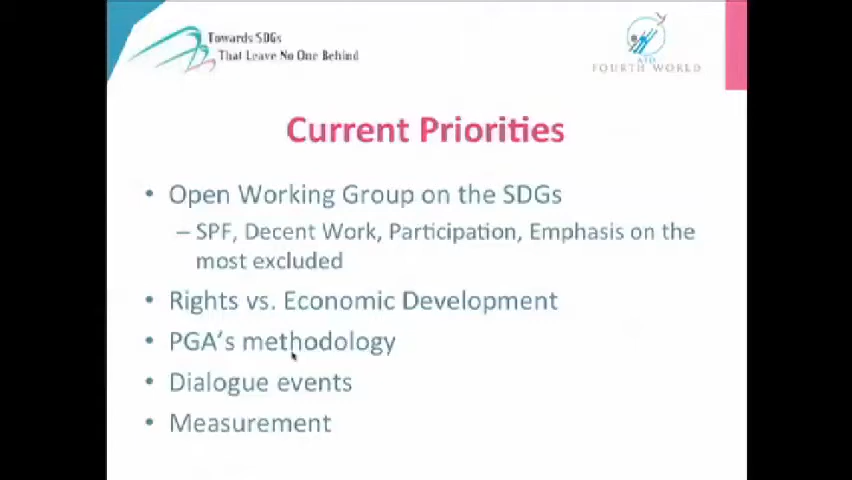 Towards SDGs
That Leave No One Behind
ATD
FOURTH WORLD
Current Priorities
• Open Working Group on the SDGs
– SPF, Decent Work, Participation, Emphasis on the
most excluded
• Rights vs. Economic Development
• PGA's methodology
• Dialogue events
• Measurement